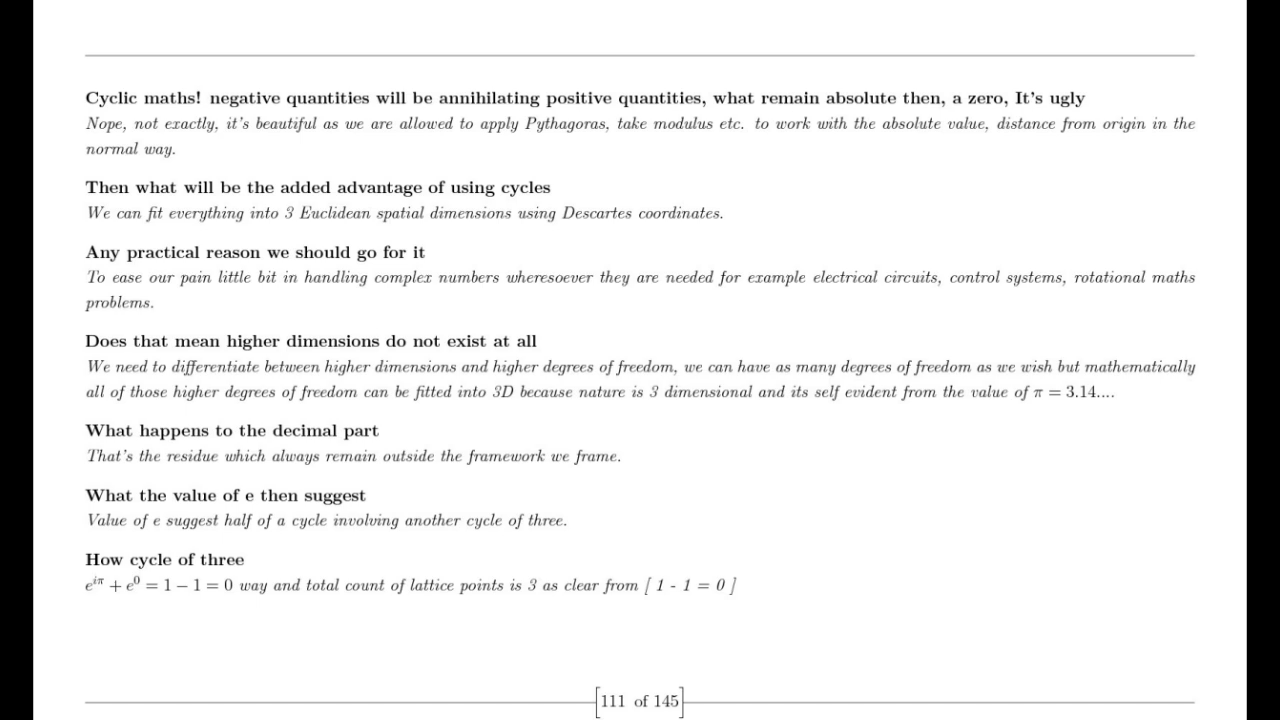 Cyclic maths! negative quantities will be annihilating positive quantities, what remain absolute then, a zero, It's ugly
Nope, not exactly, it's beautiful as we are allowed to apply Pythagoras, take modulus etc. to work with the absolute value, distance from origin in the
normal way.
Then what will be the added advantage of using cycles
We can fit everything into 3 Euclidean spatial dimensions using Descartes coordinates.
Any practical reason we should go for it
To ease our pain little bit in handling complex numbers wheresoever they are needed for example electrical circuits, control systems, rotational maths
problems.
Does that mean higher dimensions do not exist at all
We need to differentiate between higher dimensions and higher degrees of freedom, we can have as many degrees of freedom as we wish but mathematically
all of those higher degrees of freedom can be fitted into 3D because nature is 3 dimensional and its self evident from the value of π = 3.14....
What happens to the decimal part
That's the residue which always remain outside the framework we frame.
What the value of e then suggest
Value of e suggest half of a cycle involving another cycle of three.
How cycle of three
e^{iπ} + e^0 = 1 − 1 = 0 way and total count of lattice points is 3 as clear from [ 1 - 1 = 0 ]
[111 of 145]